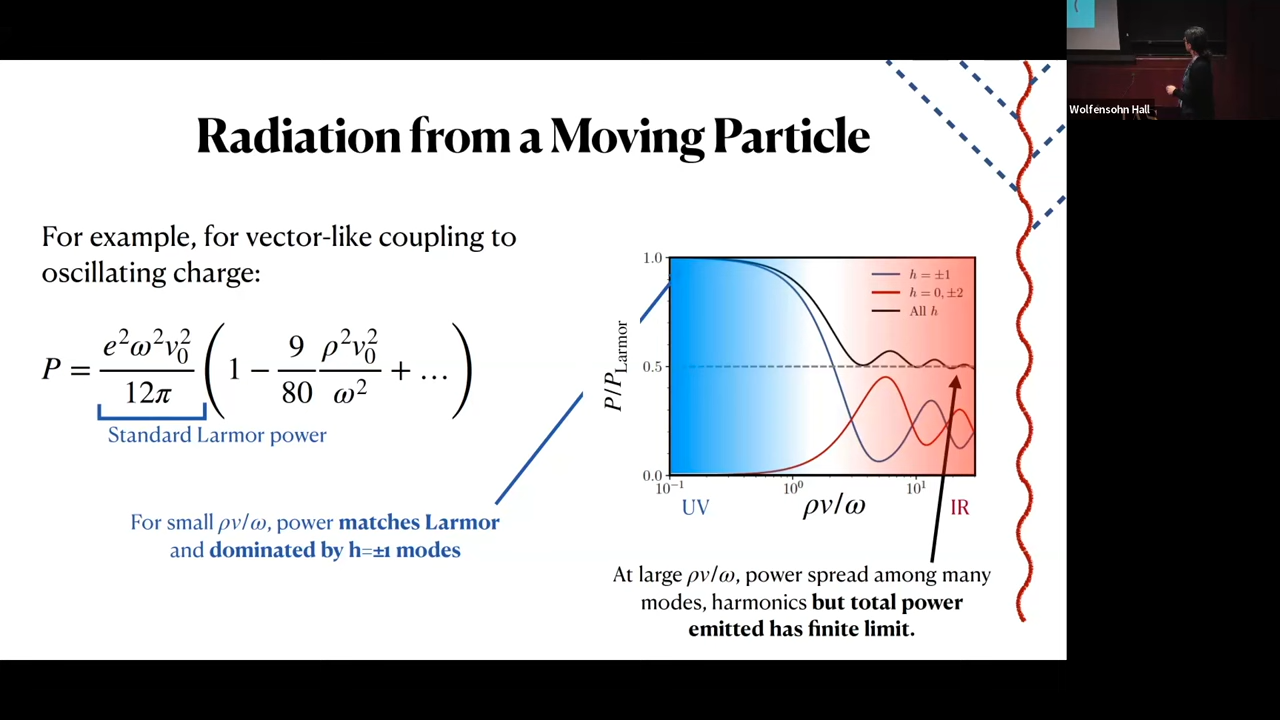 Wolfensohn Hall
Radiation from a Moving Particle
For example, for vector-like coupling to
oscillating charge:
P = e²ω²v₀² / 12π ( 1 − 9/80 ρ²v₀²/ω² + … )
Standard Larmor power
For small ρv/ω, power matches Larmor
and dominated by h=±1 modes
P/P_Larmor
1.0
0.5
0.0
h = ±1
h = 0, ±2
All h
10⁻¹ 10⁰ 10¹
UV ρv/ω IR
At large ρv/ω, power spread among many
modes, harmonics but total power
emitted has finite limit.